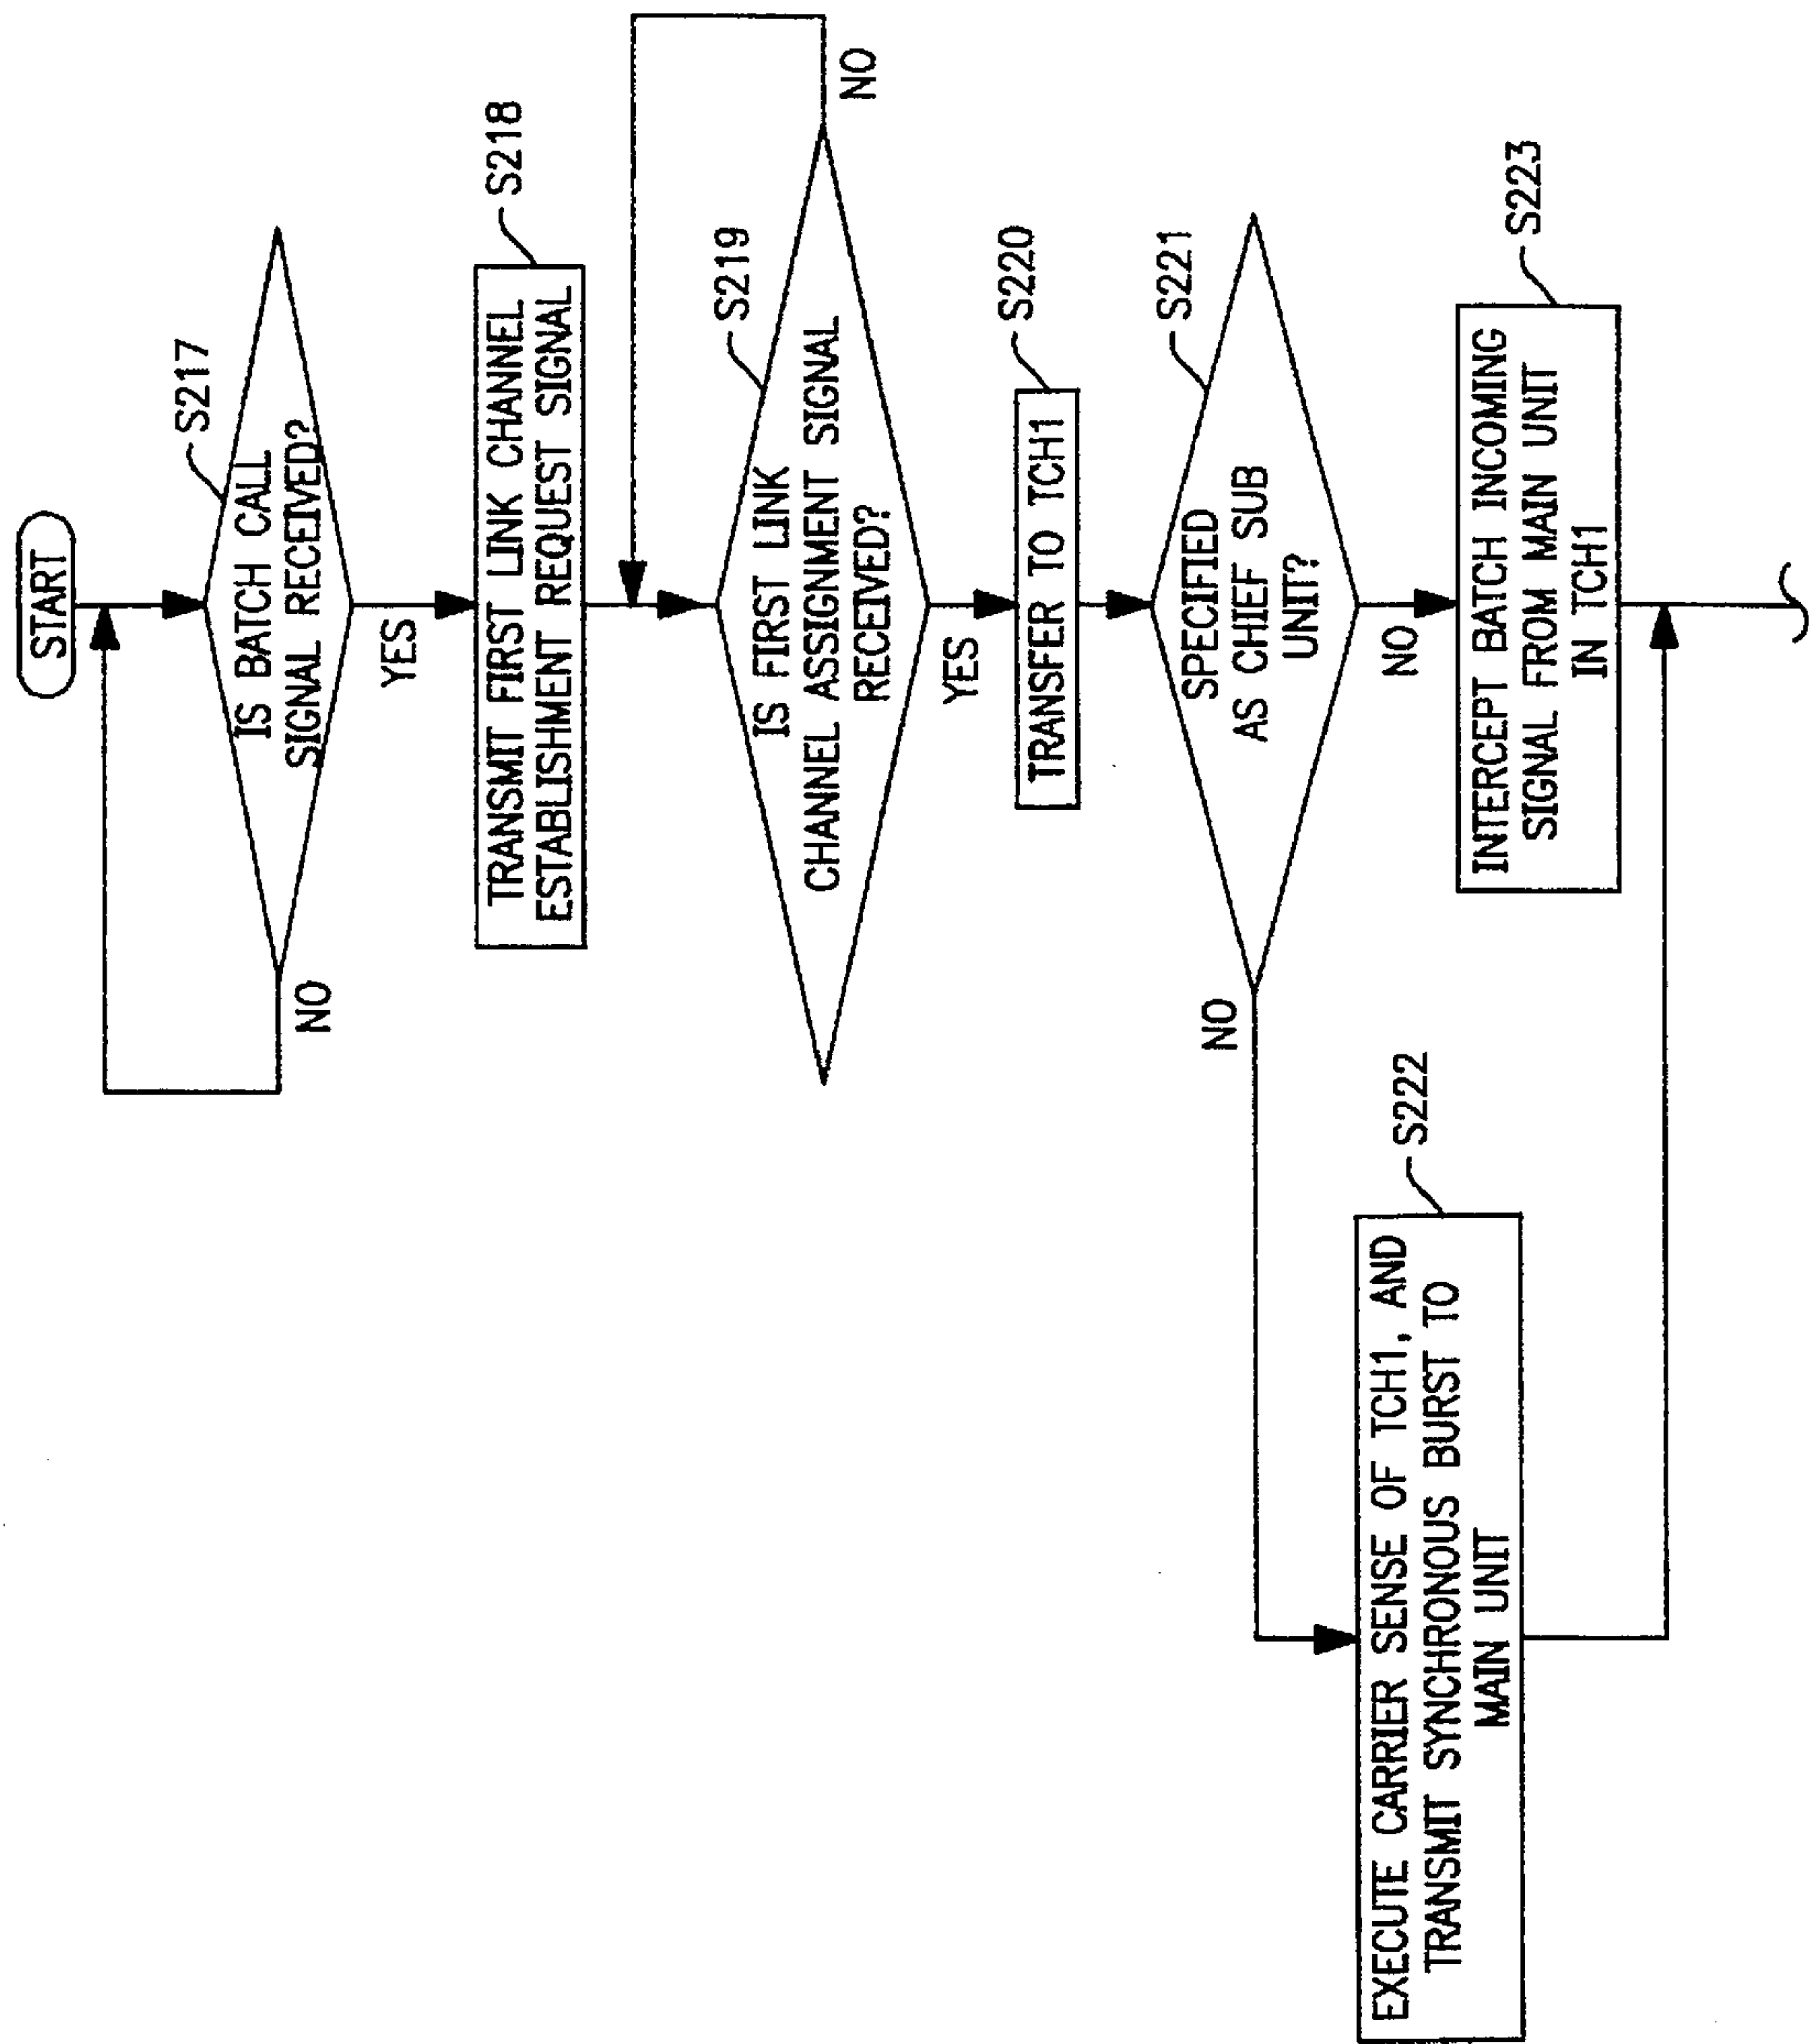 START
S217
IS BATCH CALL
SIGNAL RECEIVED?
NO
YES
S218
TRANSMIT FIRST LINK CHANNEL
ESTABLISHMENT REQUEST SIGNAL
S219
IS FIRST LINK
CHANNEL ASSIGNMENT SIGNAL
RECEIVED?
NO
YES
S220
TRANSFER TO TCH1
S221
SPECIFIED
AS CHIEF SUB
UNIT?
NO
NO
S222
EXECUTE CARRIER SENSE OF TCH1, AND
TRANSMIT SYNCHRONOUS BURST TO
MAIN UNIT
S223
INTERCEPT BATCH INCOMING
SIGNAL FROM MAIN UNIT
IN TCH1